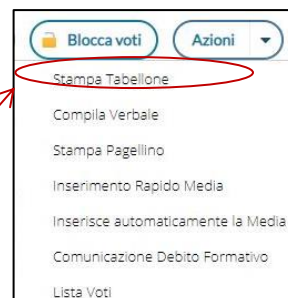 Blocca voti Azioni
Stampa Tabellone
Compila Verbale
Stampa Pagellino
Inserimento Rapido Media
Inserisce automaticamente la Media
Comunicazione Debito Formativo
Lista Voti